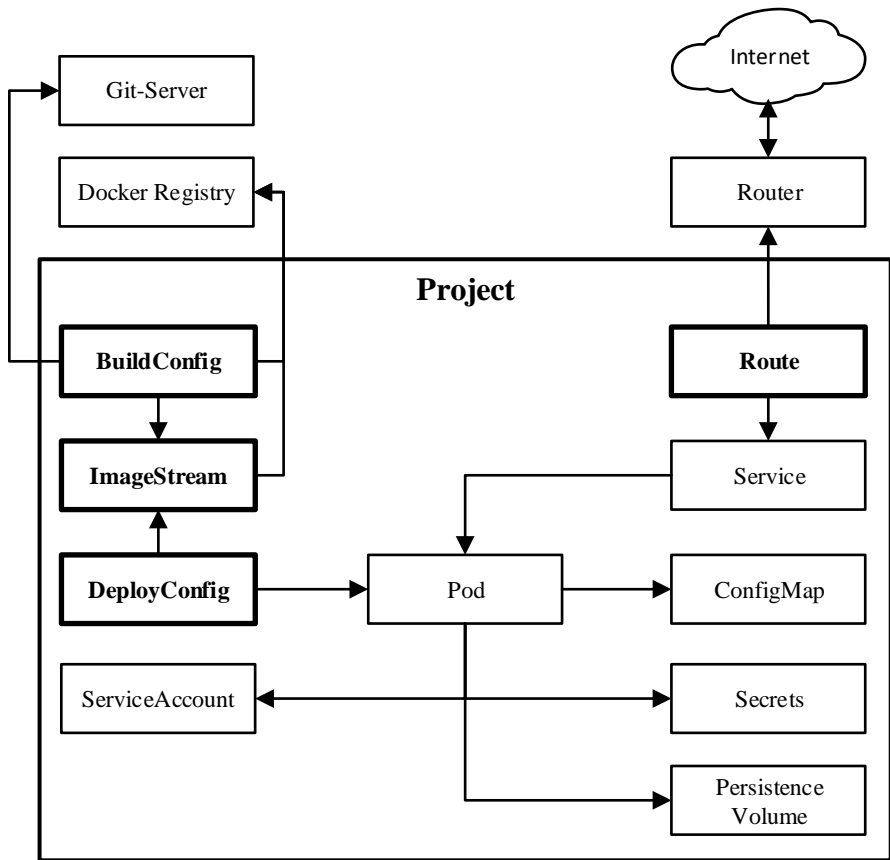 Internet
Git-Server
Docker Registry
Router
Project
BuildConfig
Route
ImageStream
Service
DeployConfig
Pod
ConfigMap
ServiceAccount
Secrets
Persistence
Volume